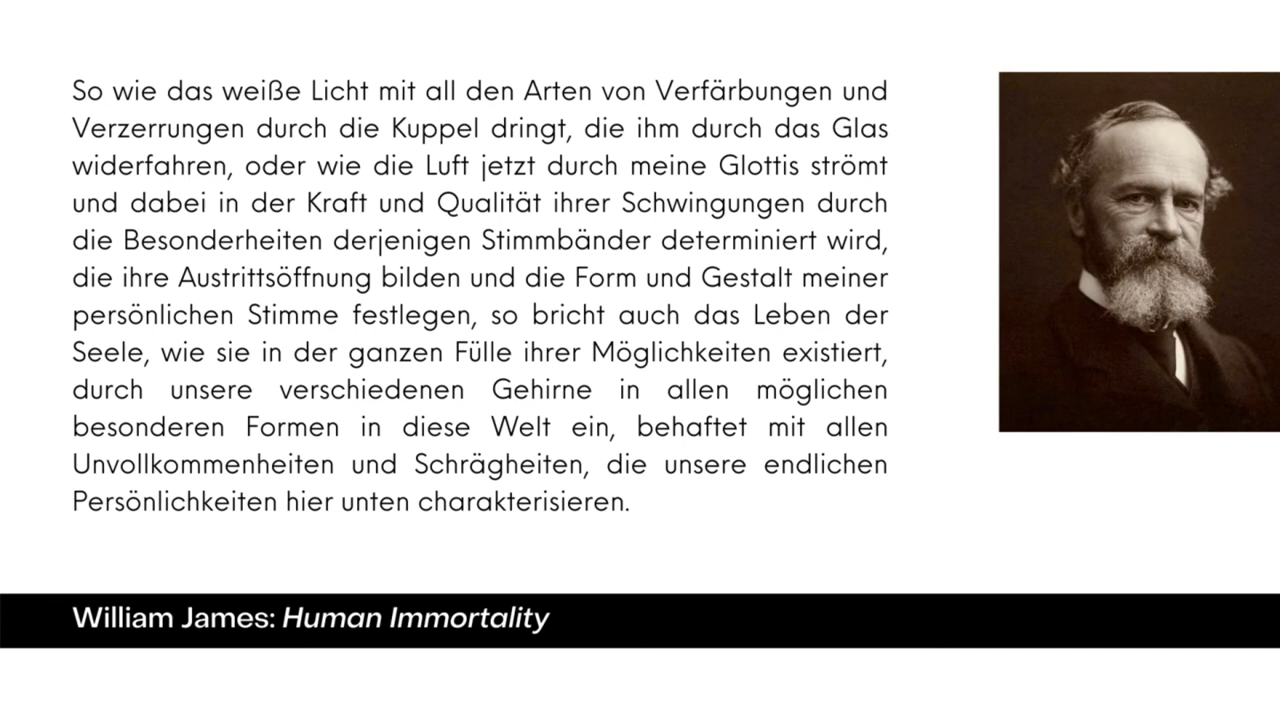 So wie das weiße Licht mit all den Arten von Verfärbungen und
Verzerrungen durch die Kuppel dringt, die ihm durch das Glas
widerfahren, oder wie die Luft jetzt durch meine Glottis strömt
und dabei in der Kraft und Qualität ihrer Schwingungen durch
die Besonderheiten derjenigen Stimmbänder determiniert wird,
die ihre Austrittsöffnung bilden und die Form und Gestalt meiner
persönlichen Stimme festlegen, so bricht auch das Leben der
Seele, wie sie in der ganzen Fülle ihrer Möglichkeiten existiert,
durch unsere verschiedenen Gehirne in allen möglichen
besonderen Formen in diese Welt ein, behaftet mit allen
Unvollkommenheiten und Schrägheiten, die unsere endlichen
Persönlichkeiten hier unten charakterisieren.
William James: Human Immortality